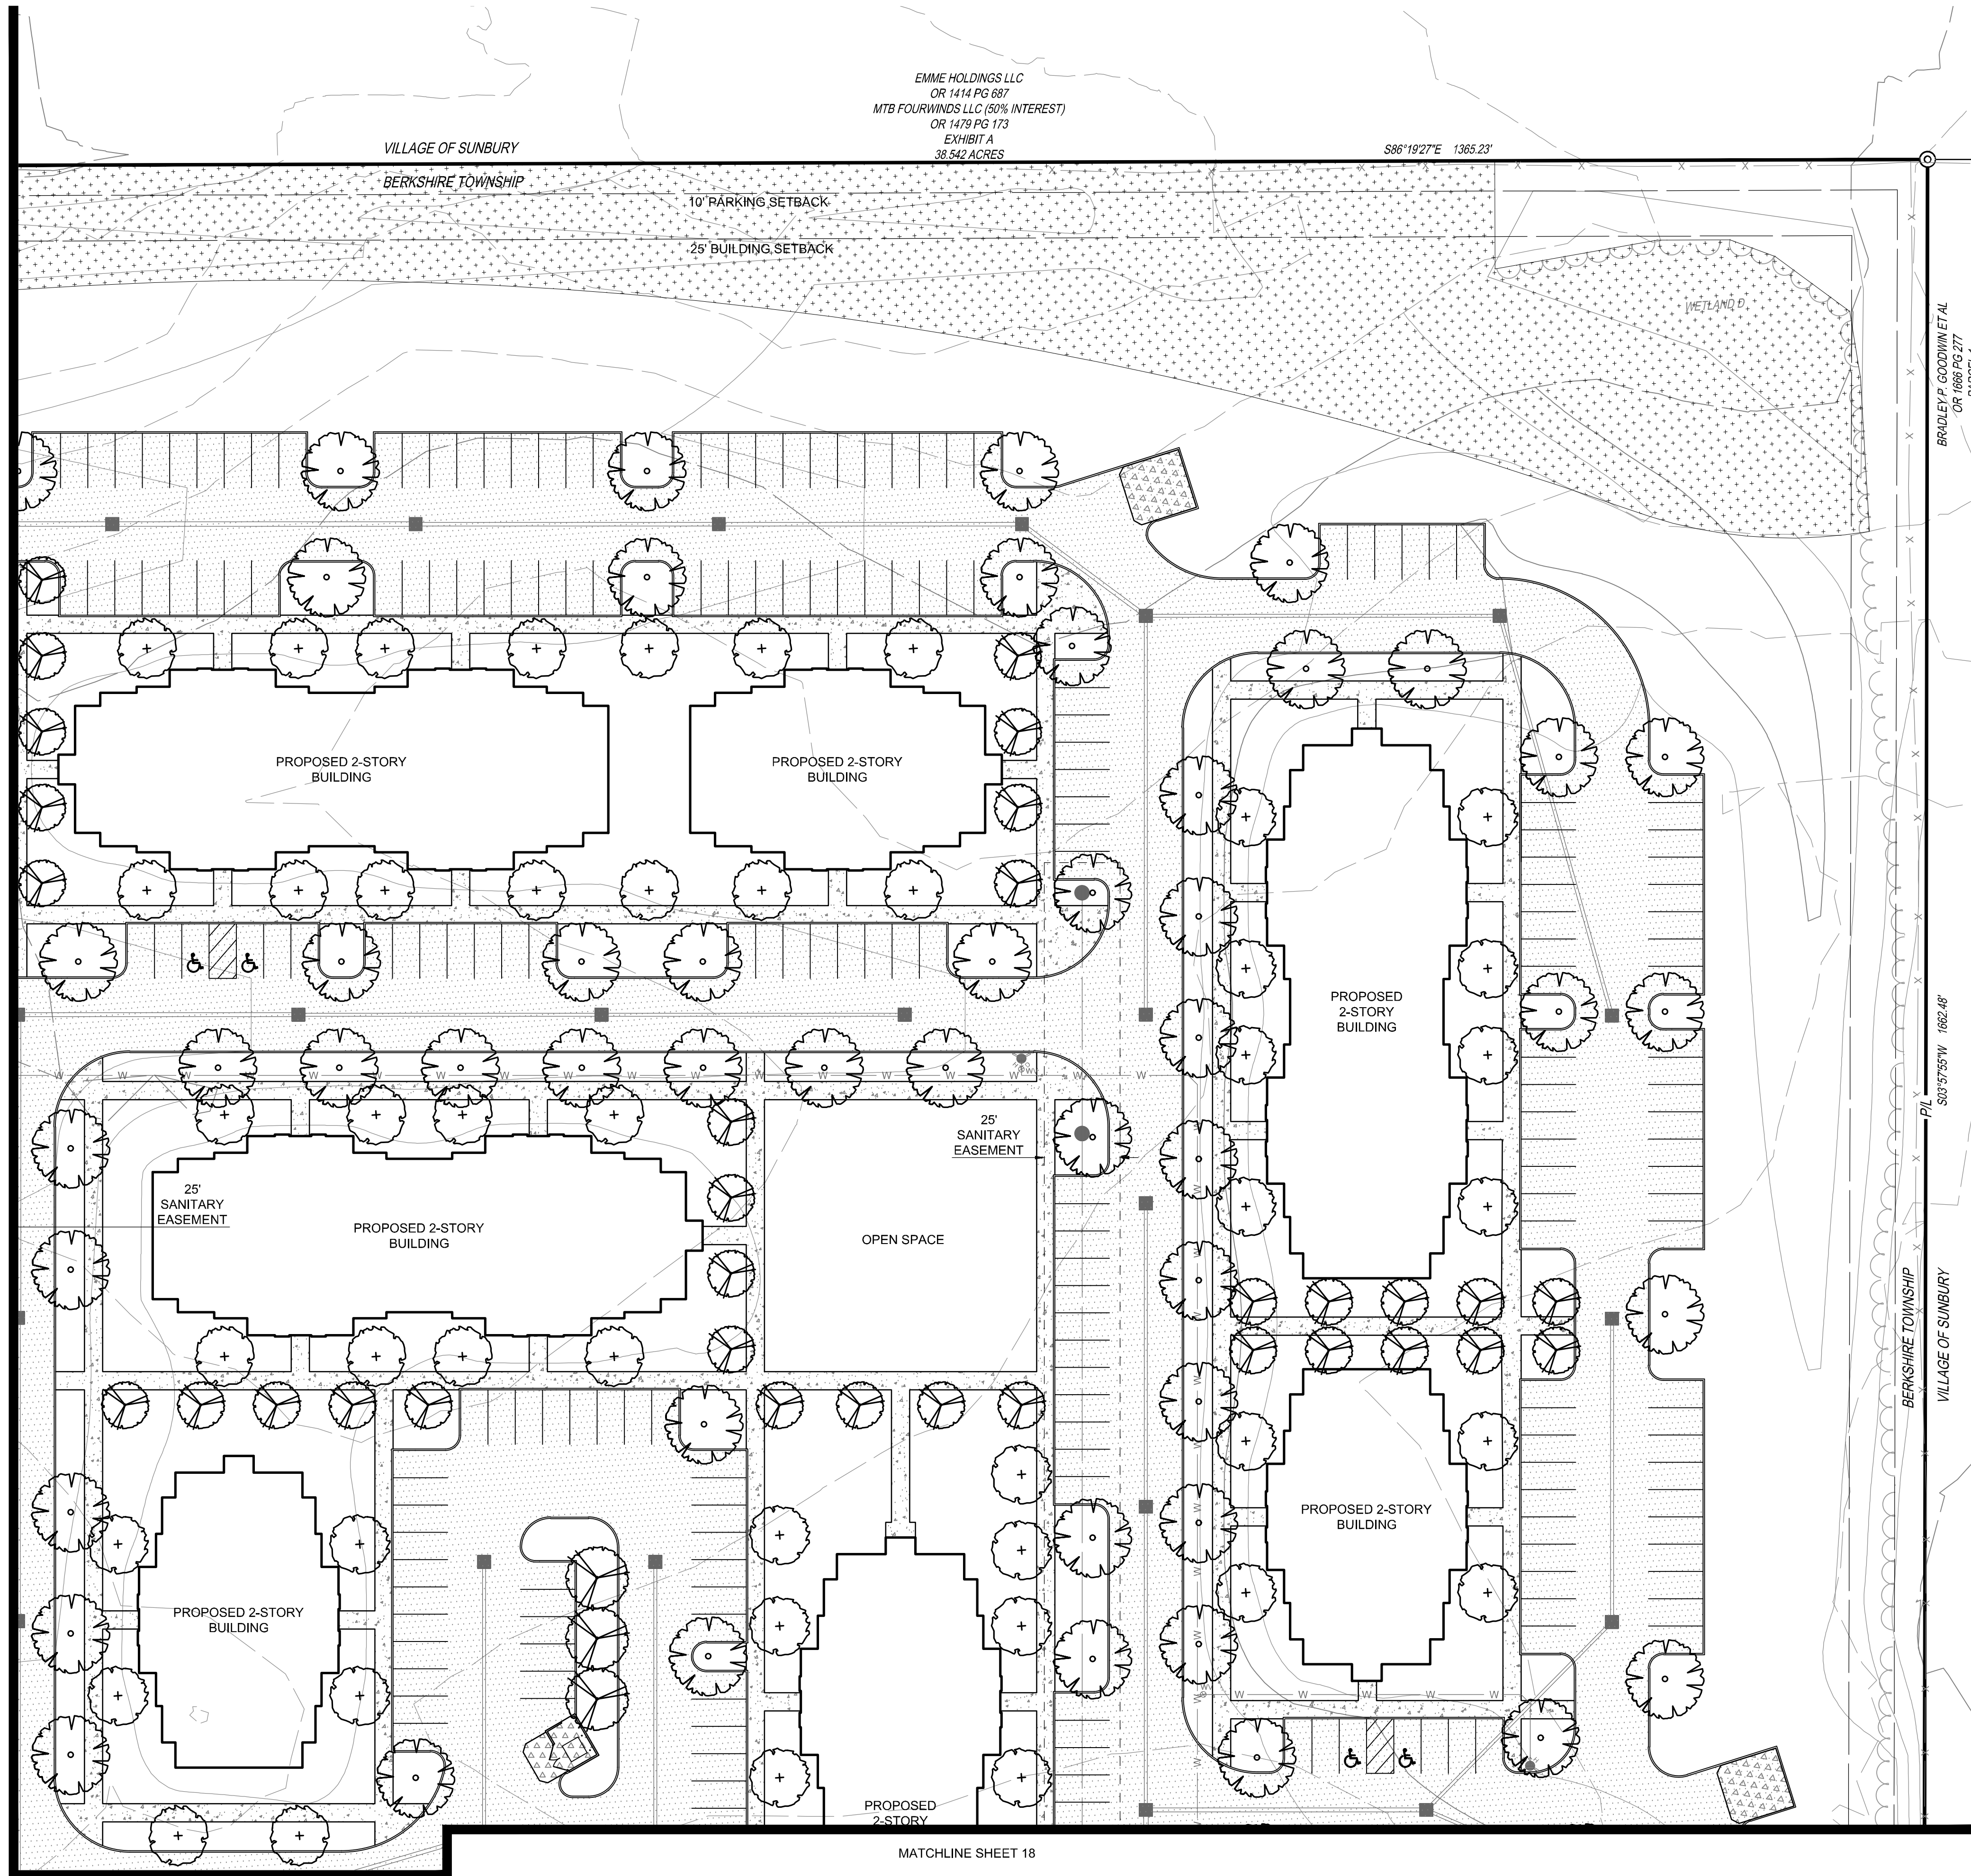 EMME HOLDINGS LLC
OR 1414 PG 687
MTB FOURWINDS LLC (50% INTEREST)
OR 1479 PG 173
EXHIBIT A
38.542 ACRES
VILLAGE OF SUNBURY
S86°19'27"E 1365.23'
BERKSHIRE TOWNSHIP
10' PARKING SETBACK
25' BUILDING SETBACK
WETLAND D
BRADLEY P. GOODWIN ET AL
OR 1666 PG 277
PROPOSED 2-STORY
BUILDING
PROPOSED 2-STORY
BUILDING
PROPOSED
2-STORY
BUILDING
P/L
S03°57'55"W 1662.48'
25'
SANITARY
EASEMENT
25'
SANITARY
EASEMENT
PROPOSED 2-STORY
BUILDING
OPEN SPACE
BERKSHIRE TOWNSHIP
VILLAGE OF SUNBURY
PROPOSED 2-STORY
BUILDING
PROPOSED 2-STORY
BUILDING
PROPOSED
2-STORY
MATCHLINE SHEET 18